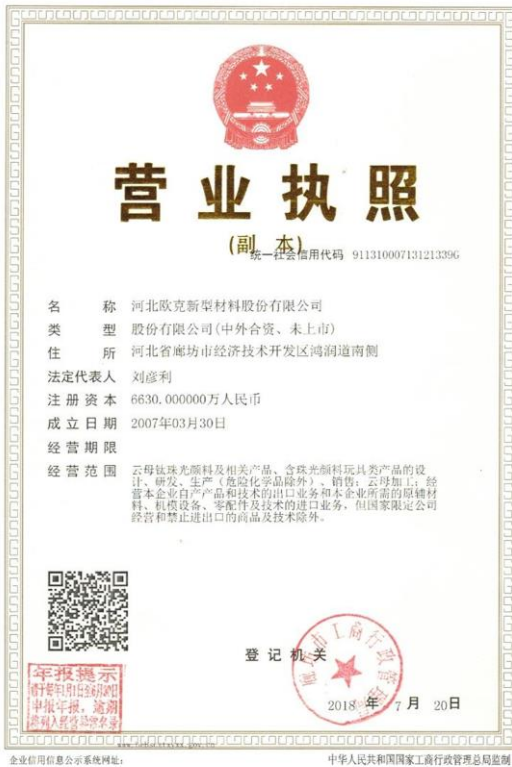 营业执照
(副 本)
统一社会信用代码 91131000713121339G
名 称 河北欧克新型材料股份有限公司
类 型 股份有限公司(中外合资、未上市)
住 所 河北省廊坊市经济技术开发区鸿润道南侧
法定代表人 刘彦利
注册资本 6630.000000万人民币
成立日期 2007年03月30日
经营期限
经营范围 云母钛珠光颜料及相关产品、含珠光颜料玩具类产品的设
计、研发、生产（危险化学品除外）、销售；云母加工；经
营本企业自产产品和技术的出口业务和本企业所需的原辅材
料、机械设备、零配件及技术的进口业务，但国家限定公司
经营和禁止进出口的商品及技术除外。
登记机关
2018 年 7 月 20日
年报提示
申报年报，逾期
企业信用信息公示系统网址：
中华人民共和国国家工商行政管理总局监制